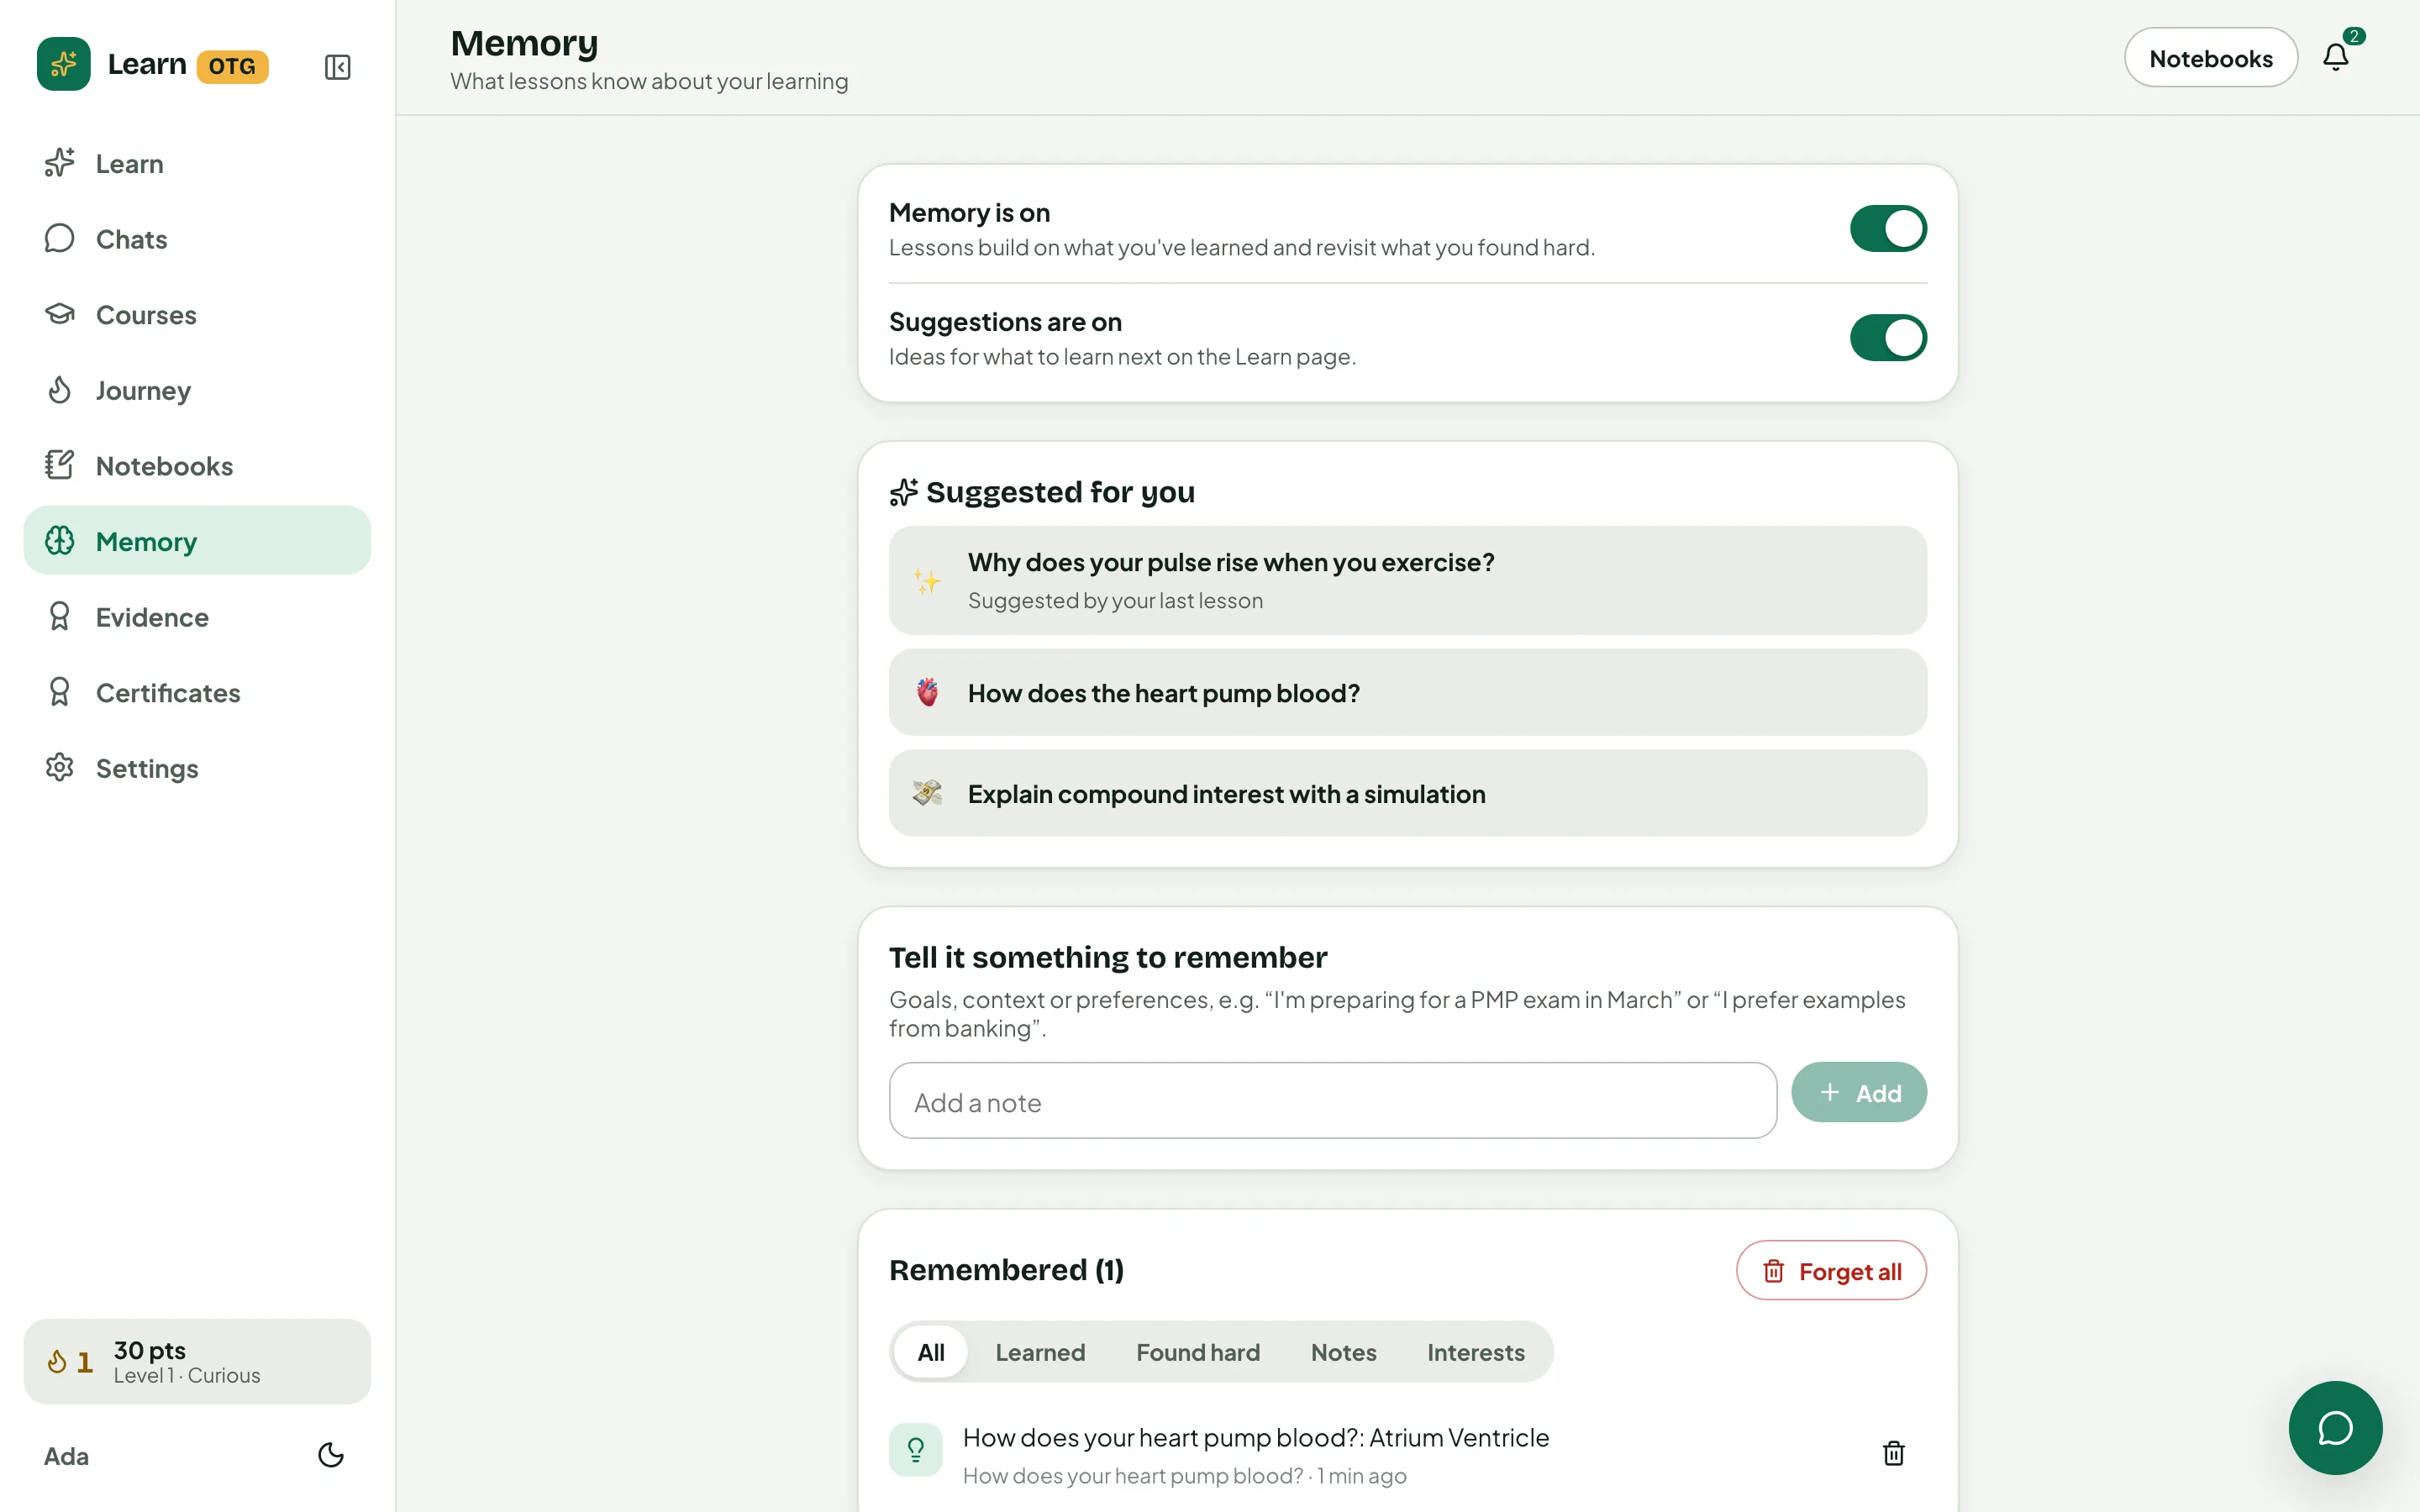 Learn OTG
Learn
Chats
Courses
Journey
Notebooks
Memory
Evidence
Certificates
Settings
1
30 pts
Level 1 · Curious
Ada
Memory
What lessons know about your learning
Notebooks
2
Memory is on
Lessons build on what you've learned and revisit what you found hard.
Suggestions are on
Ideas for what to learn next on the Learn page.
Suggested for you
Why does your pulse rise when you exercise?
Suggested by your last lesson
How does the heart pump blood?
Explain compound interest with a simulation
Tell it something to remember
Goals, context or preferences, e.g. “I'm preparing for a PMP exam in March” or “I prefer examples
from banking”.
Add a note
+ Add
Remembered (1)
Forget all
All Learned Found hard Notes Interests
How does your heart pump blood?: Atrium Ventricle
How does your heart pump blood? · 1 min ago